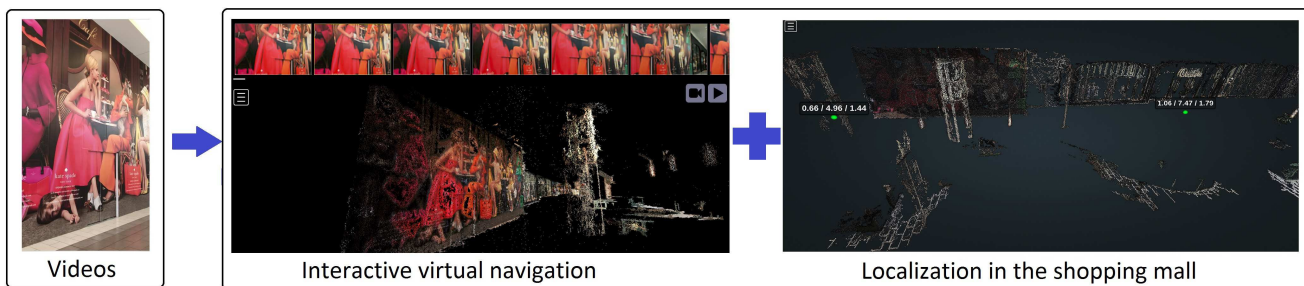 kate spade
0.66 / 4.96 / 1.44
1.06 / 7.47 / 1.79
Videos
Interactive virtual navigation
Localization in the shopping mall